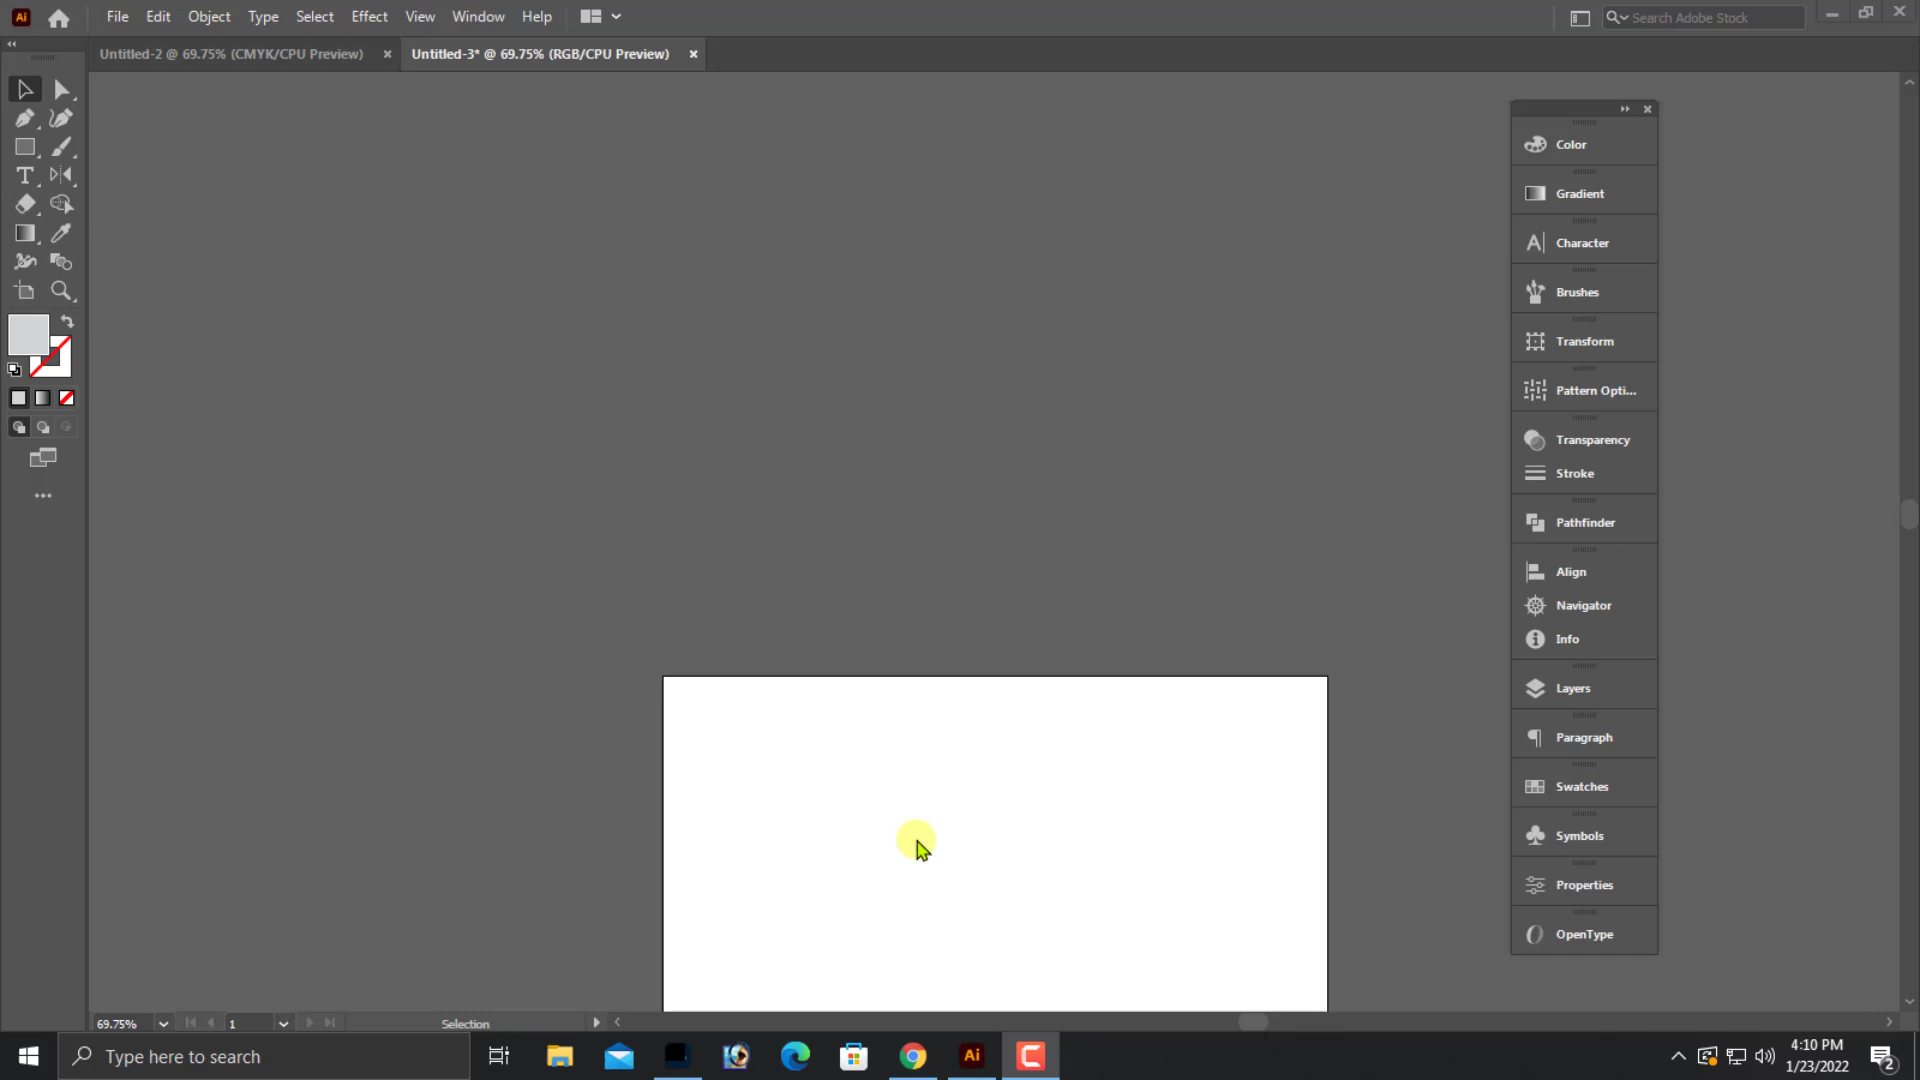 Ai File Edit Object Type Select Effect View Window Help Search Adobe Stock
Untitled-2 @ 69.75% (CMYK/CPU Preview) × Untitled-3* @ 69.75% (RGB/CPU Preview) ×
Color
Gradient
Character
Brushes
Transform
Pattern Opti...
Transparency
Stroke
Pathfinder
Align
Navigator
Info
Layers
Paragraph
Swatches
Symbols
Properties
OpenType
69.75% 1 Selection
Type here to search Ai 4:10 PM
1/23/2022 2